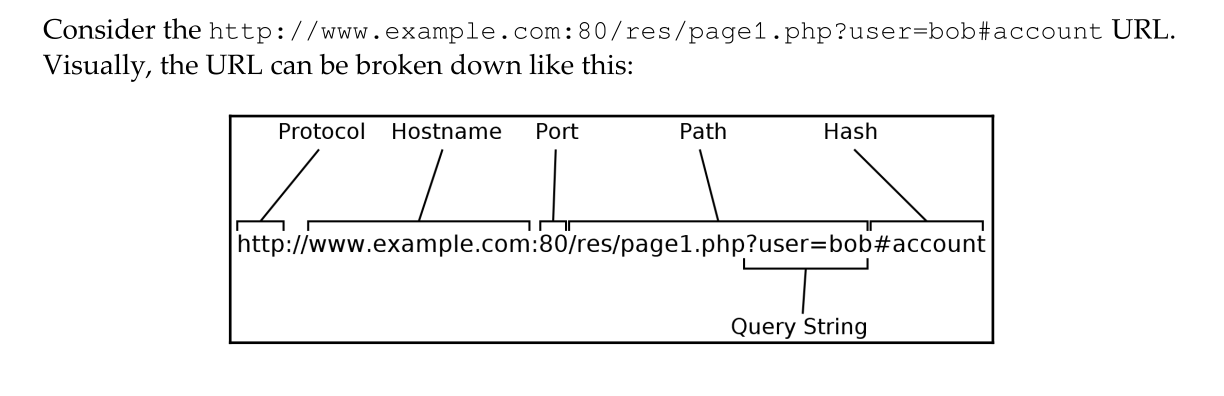 Consider the http://www.example.com:80/res/page1.php?user=bob#account URL.
Visually, the URL can be broken down like this:
Protocol Hostname Port Path Hash
http://www.example.com:80/res/page1.php?user=bob#account
Query String